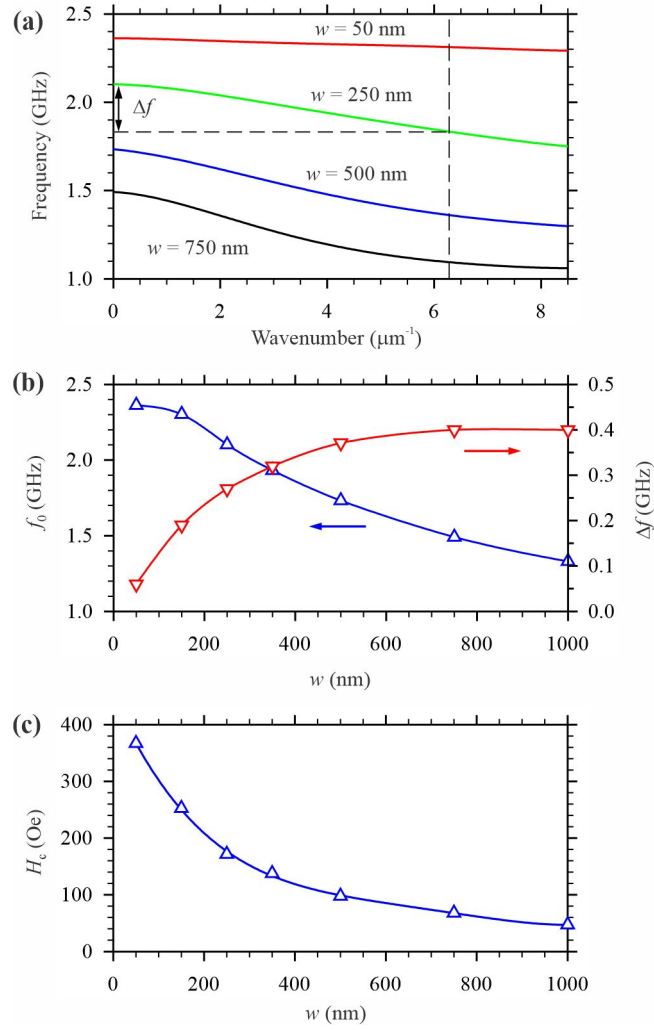 (a)
2.5
2.0
1.5
1.0
Frequency (GHz)
w = 50 nm
w = 250 nm
Δf
w = 500 nm
w = 750 nm
0 2 4 6 8
Wavenumber (μm⁻¹)
(b)
2.5
2.0
1.5
1.0
f₀ (GHz)
0.5
0.4
0.3
0.2
0.1
0.0
Δf (GHz)
0 200 400 600 800 1000
w (nm)
(c)
400
300
200
100
0
H_c (Oe)
0 200 400 600 800 1000
w (nm)